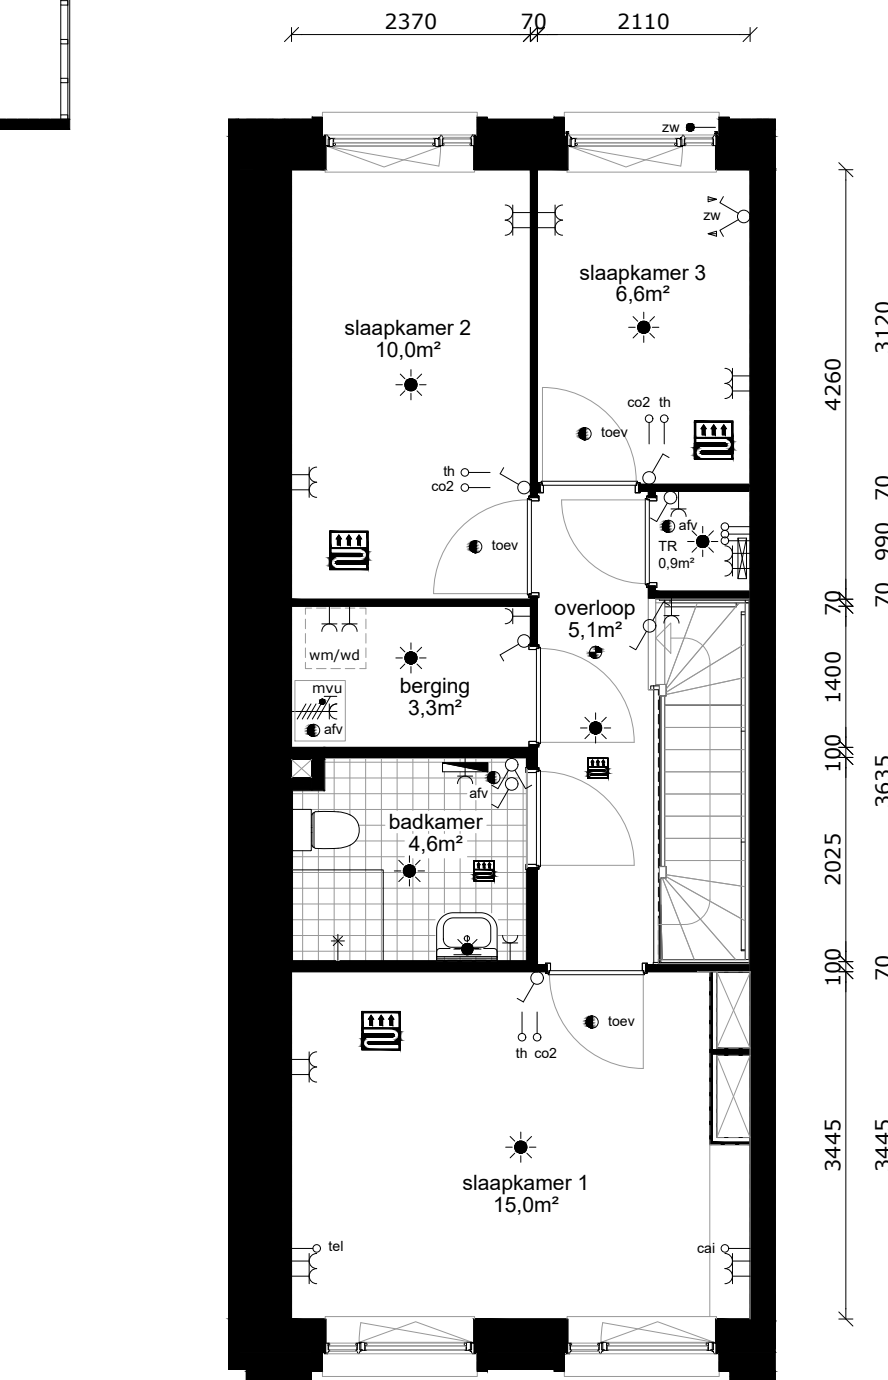 2370 70 2110
zw
zw
slaapkamer 3
6,6m²
slaapkamer 2
10,0m²
3120
4260
co2 th
toev
th
co2
70
toev
afv
TR
0,9m²
990
overloop
5,1m²
70
70
wm/wd
berging
3,3m²
mvu
afv
1400
100
3635
afv
badkamer
4,6m²
2025
100
70
toev
th co2
slaapkamer 1
15,0m²
3445
3445
tel
cai